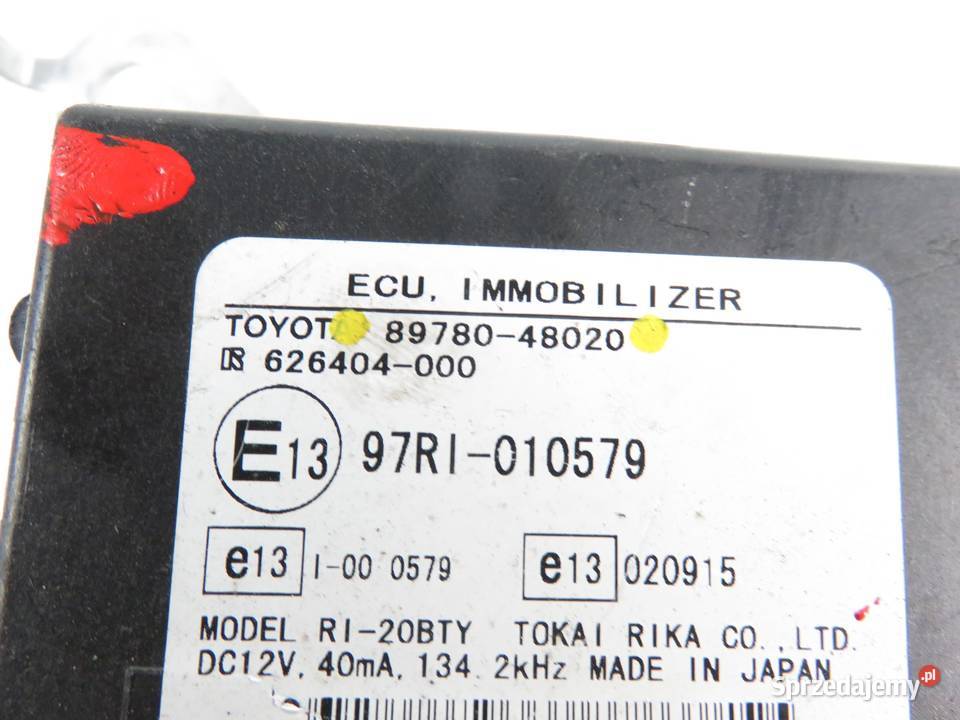 ECU, IMMOBILIZER
TOYOTA 89780-48020
626404-000
E13 97RI-010579
e13 I-00 0579 e13 020915
MODEL RI-20BTY TOKAI RIKA CO.,LTD.
DC12V, 40mA, 134.2kHz MADE IN JAPAN
Sprzedajemy.pl